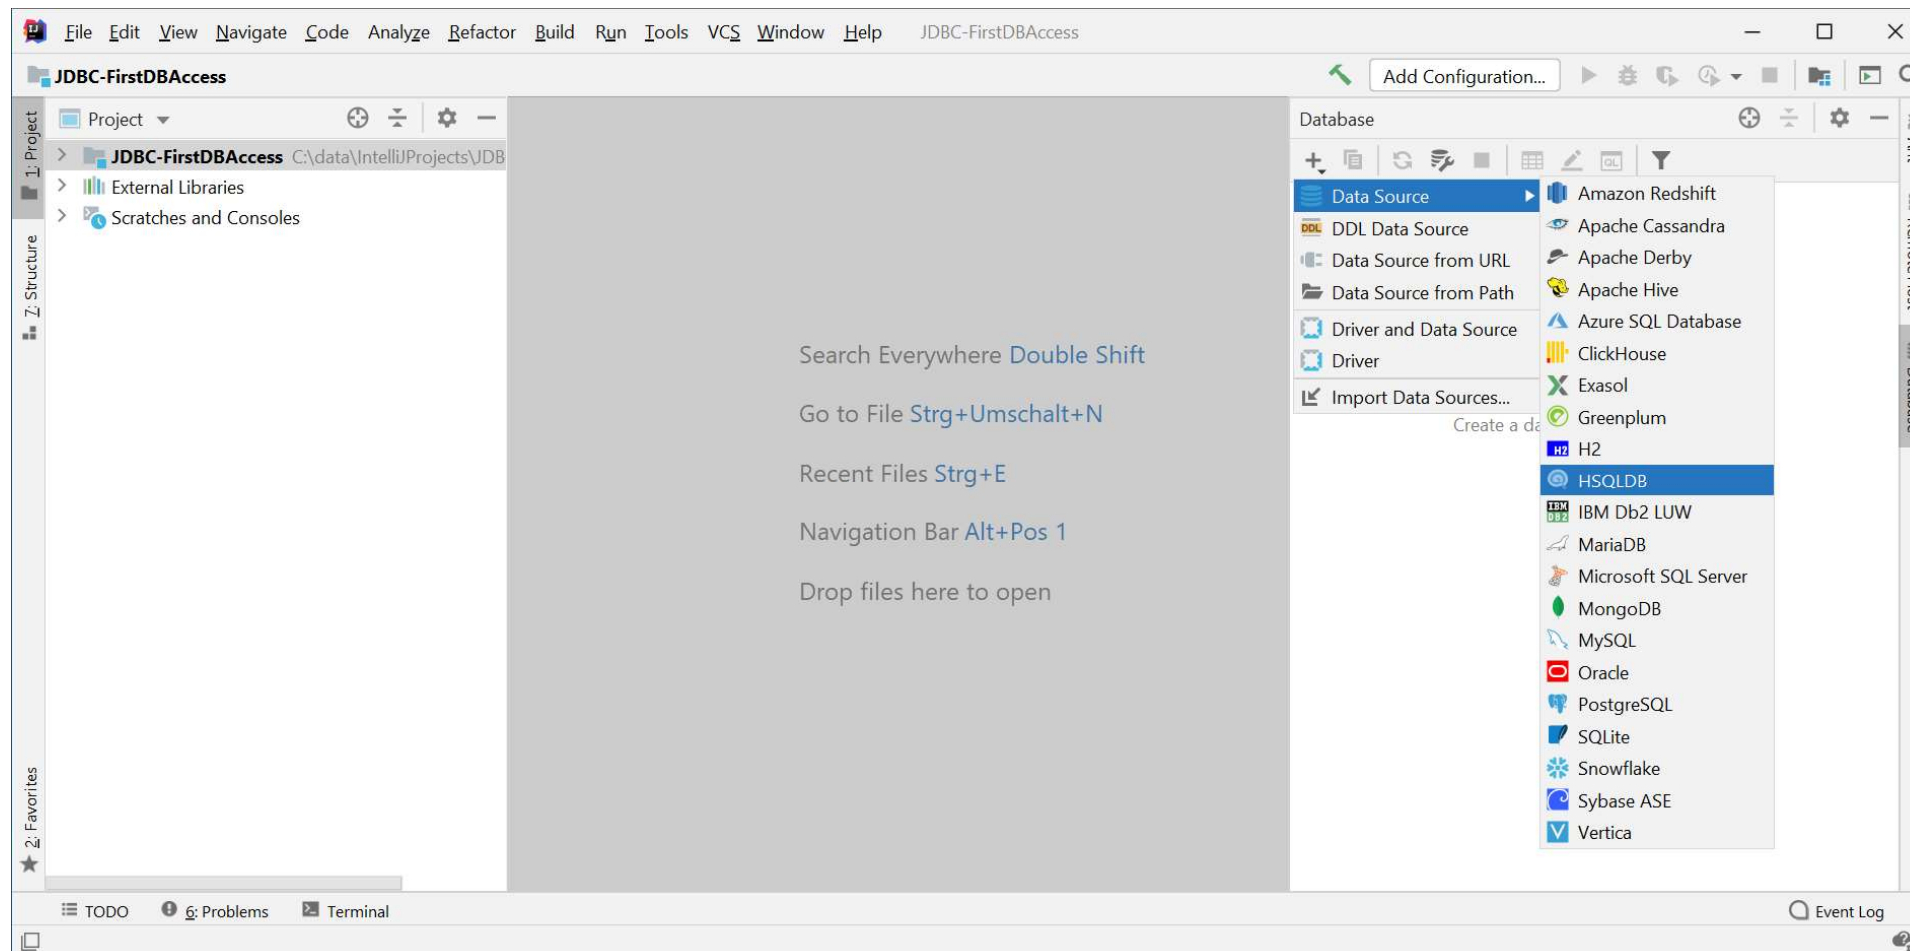 File Edit View Navigate Code Analyze Refactor Build Run Tools VCS Window Help JDBC-FirstDBAccess
JDBC-FirstDBAccess
Add Configuration...
1: Project
7: Structure
2: Favorites
Project
JDBC-FirstDBAccess C:\data\IntelliJProjects\JDB
External Libraries
Scratches and Consoles
Search Everywhere Double Shift
Go to File Strg+Umschalt+N
Recent Files Strg+E
Navigation Bar Alt+Pos 1
Drop files here to open
Database
QL
Data Source
DDL DDL Data Source
Data Source from URL
Data Source from Path
Driver and Data Source
Driver
Import Data Sources...
Create a da
Amazon Redshift
Apache Cassandra
Apache Derby
Apache Hive
Azure SQL Database
ClickHouse
Exasol
Greenplum
H2 H2
HSQLDB
IBM DB2 IBM Db2 LUW
MariaDB
Microsoft SQL Server
MongoDB
MySQL
Oracle
PostgreSQL
SQLite
Snowflake
Sybase ASE
Vertica
TODO 6: Problems Terminal
Event Log